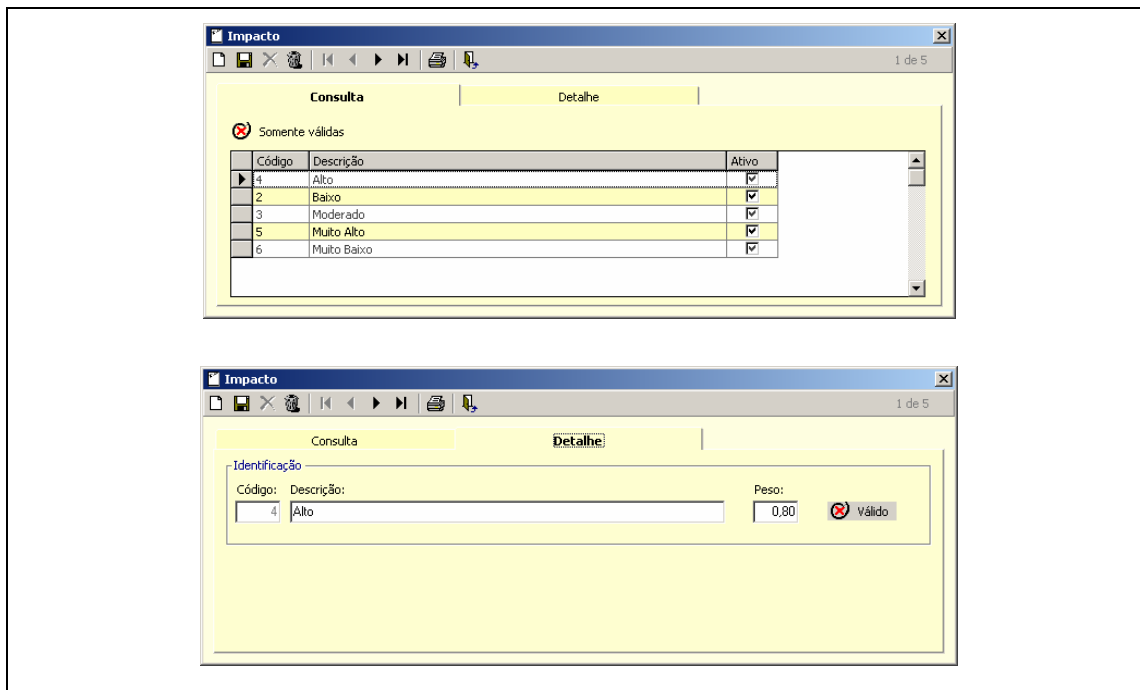 Impacto
1 de 5
Consulta Detalhe
Somente válidas
Código Descrição Ativo
4 Alto
2 Baixo
3 Moderado
5 Muito Alto
6 Muito Baixo
Impacto
1 de 5
Consulta Detalhe
Identificação
Código: Descrição: Peso:
4 Alto 0,80 Válido